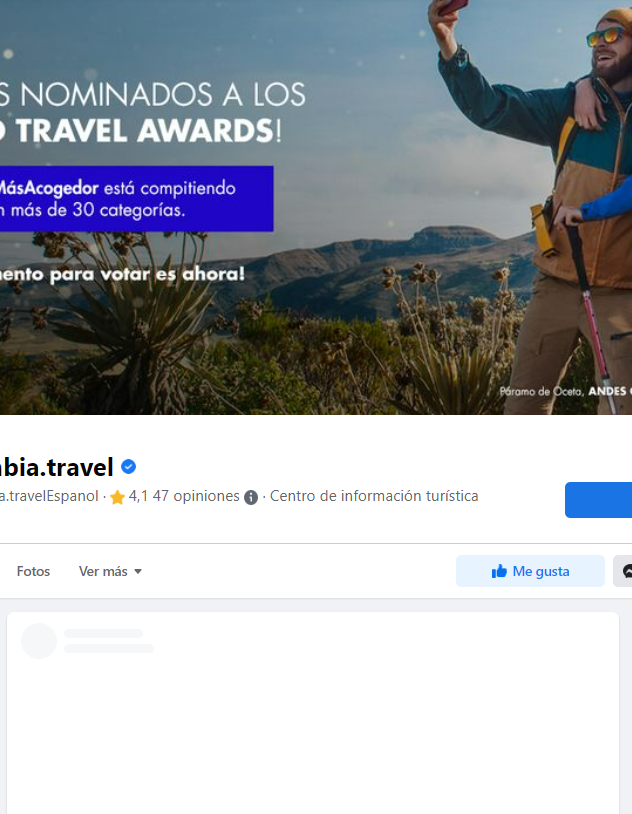 S NOMINADOS A LOS
O TRAVEL AWARDS!
MásAcogedor está compitiendo
n más de 30 categorías.
ento para votar es ahora!
Páramo de Oceta, ANDES
bia.travel
a.travelEspanol · 4,1 47 opiniones · Centro de información turística
Fotos
Ver más
Me gusta